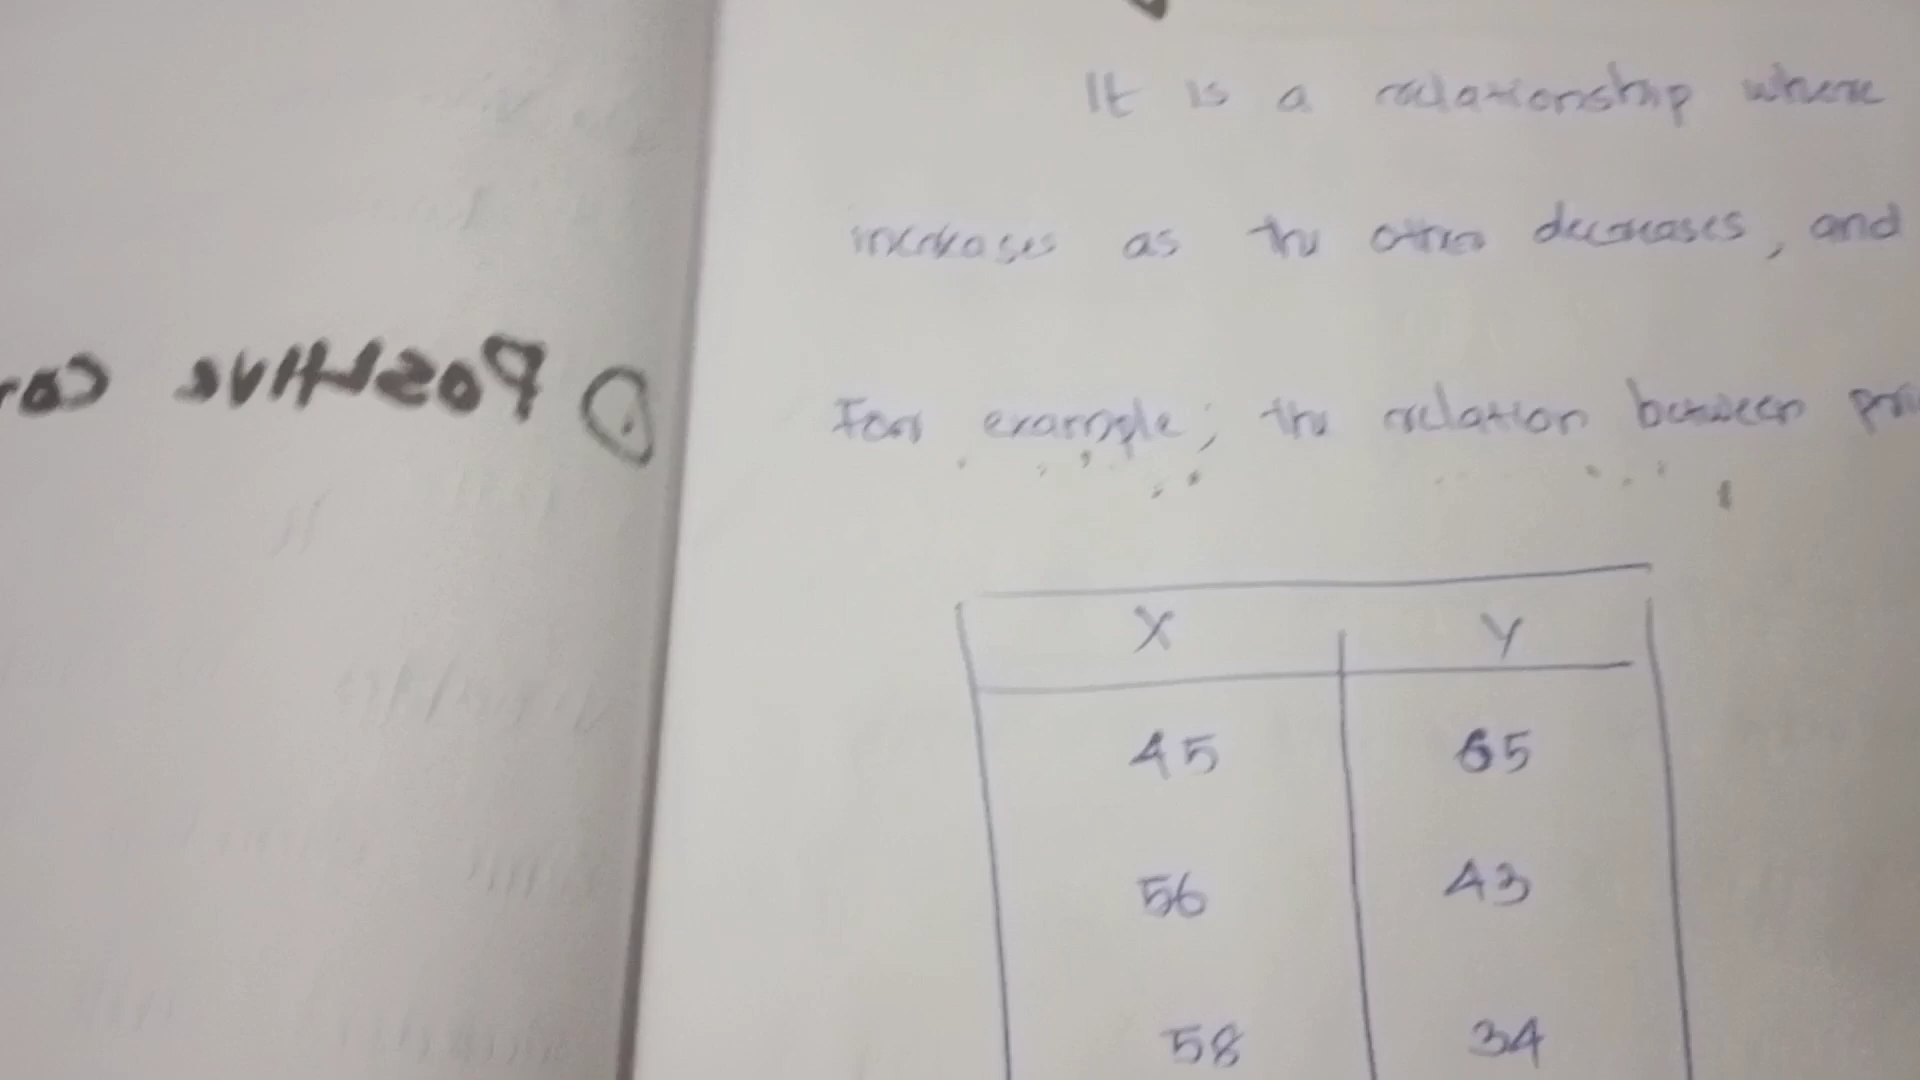 It is a relationship where
increases as the other decreases, and
For example; the relation between
X Y
45 65
56 43
58 34
Positive